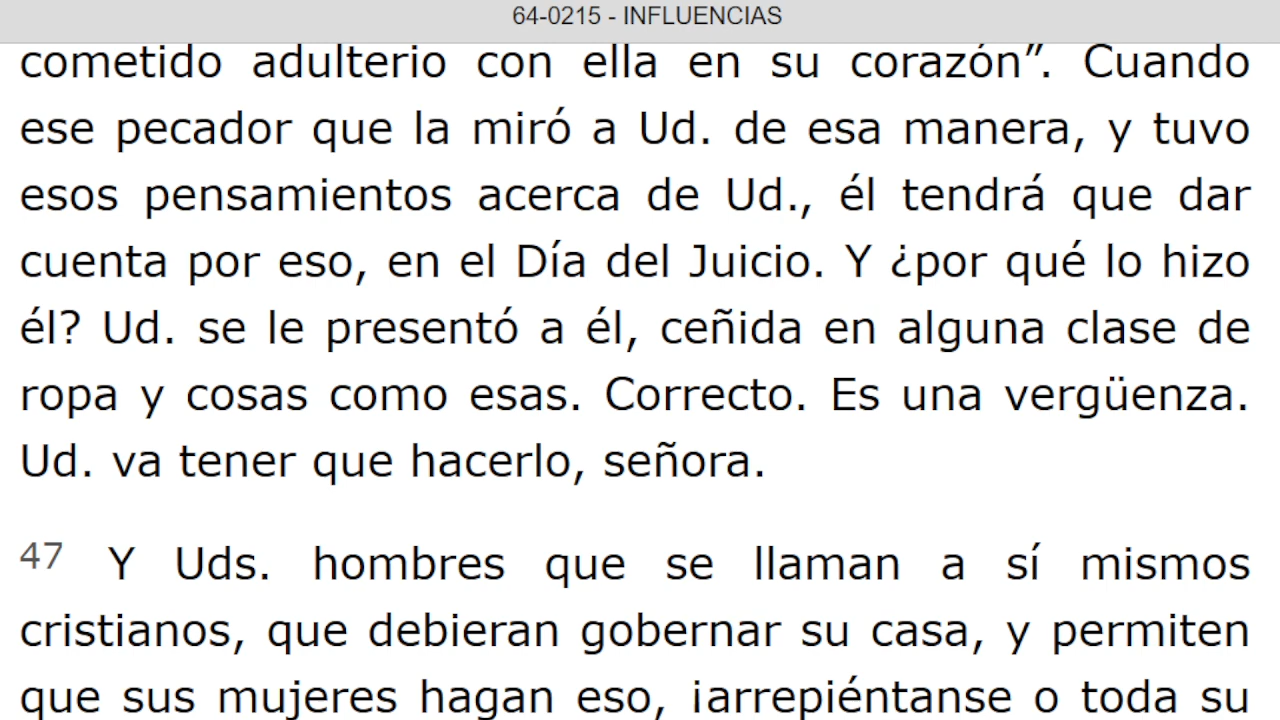 64-0215 - INFLUENCIAS
cometido adulterio con ella en su corazón”. Cuando
ese pecador que la miró a Ud. de esa manera, y tuvo
esos pensamientos acerca de Ud., él tendrá que dar
cuenta por eso, en el Día del Juicio. Y ¿por qué lo hizo
él? Ud. se le presentó a él, ceñida en alguna clase de
ropa y cosas como esas. Correcto. Es una vergüenza.
Ud. va tener que hacerlo, señora.
47 Y Uds. hombres que se llaman a sí mismos
cristianos, que debieran gobernar su casa, y permiten
que sus mujeres hagan eso, ¡arrepiéntanse o toda su